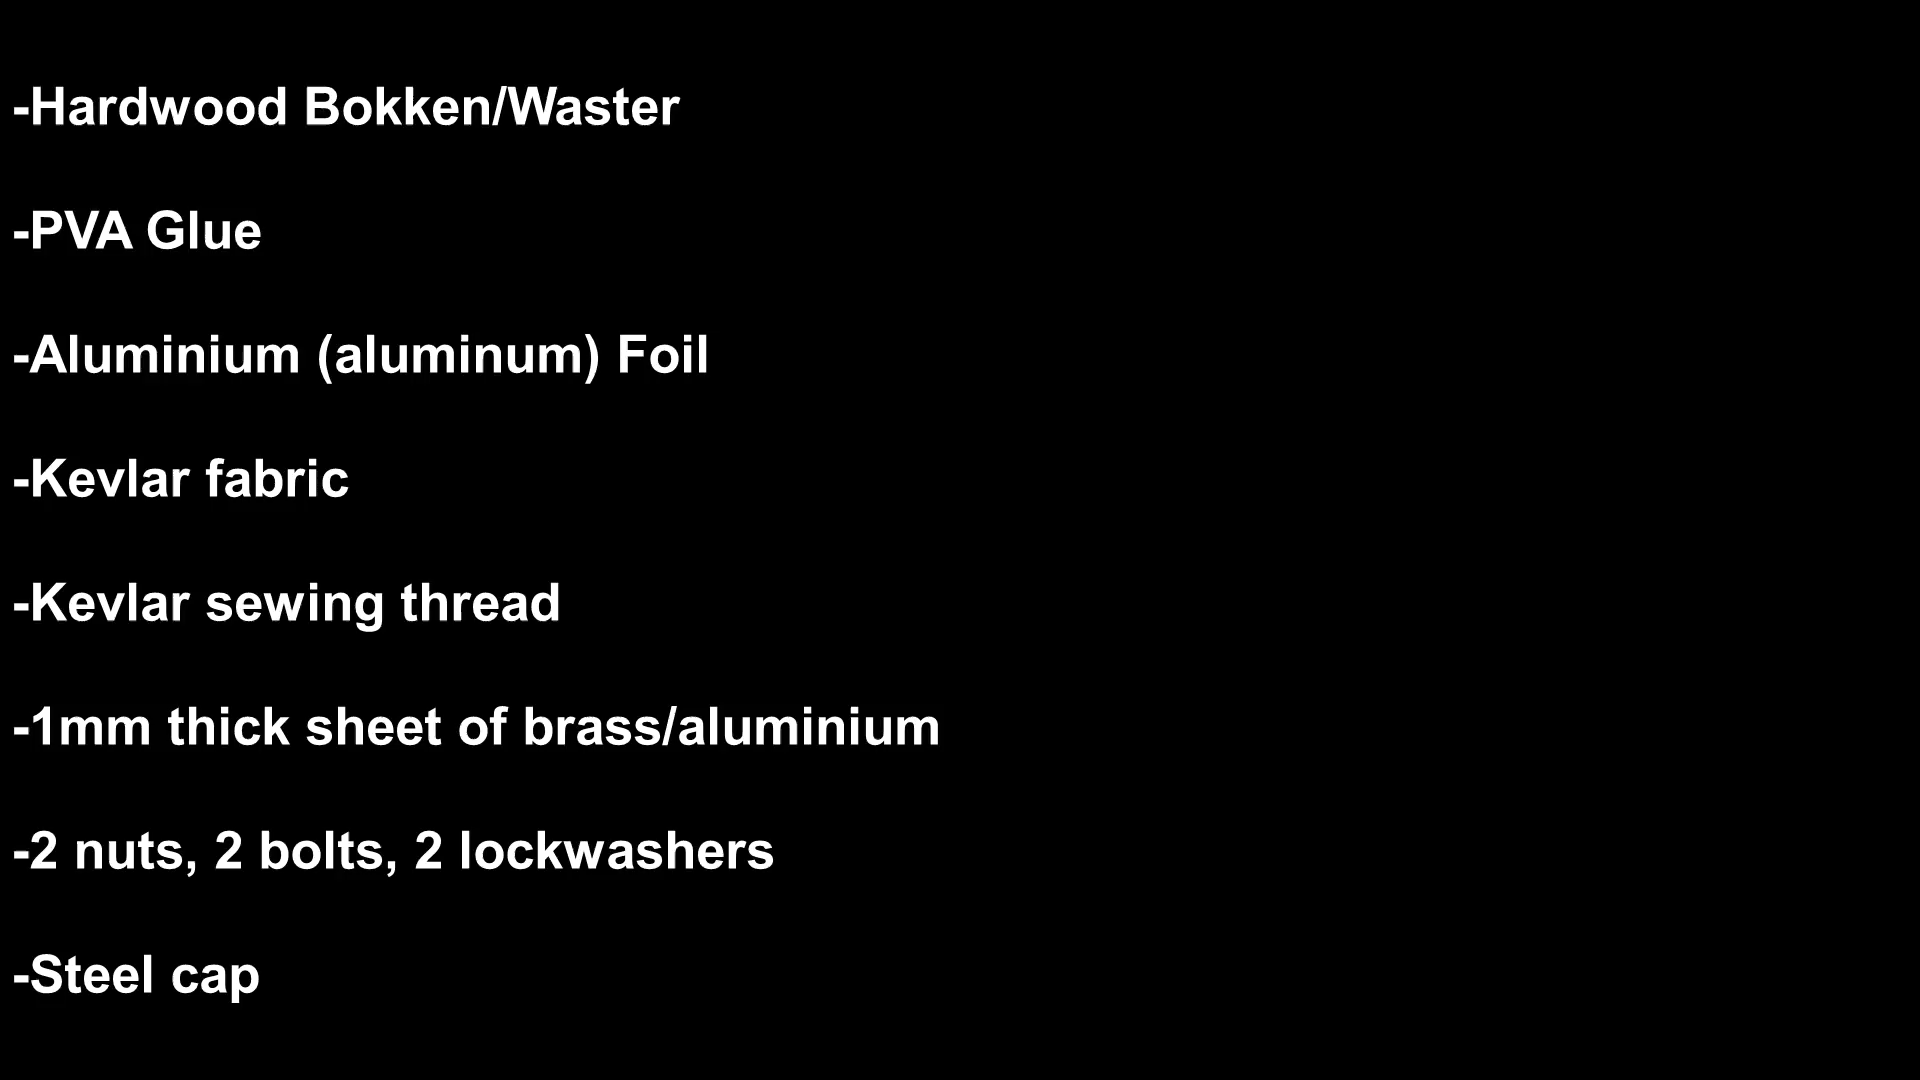 -Hardwood Bokken/Waster
-PVA Glue
-Aluminium (aluminum) Foil
-Kevlar fabric
-Kevlar sewing thread
-1mm thick sheet of brass/aluminium
-2 nuts, 2 bolts, 2 lockwashers
-Steel cap